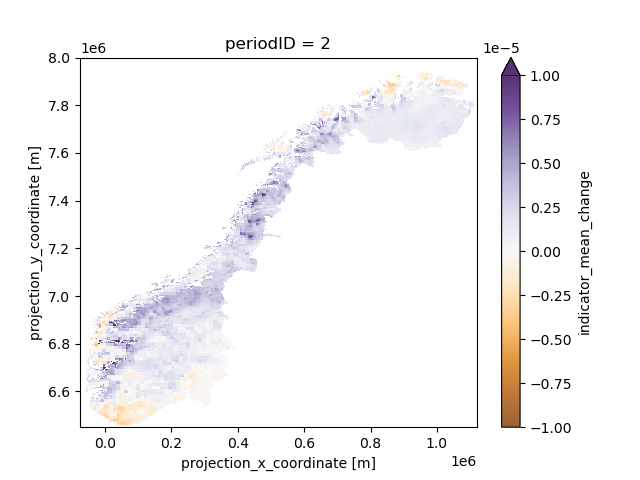 periodID = 2
1e6
8.0
7.8
7.6
7.4
7.2
7.0
6.8
6.6
projection_y_coordinate [m]
0.0 0.2 0.4 0.6 0.8 1.0
1e6
projection_x_coordinate [m]
1e−5
1.00
0.75
0.50
0.25
0.00
−0.25
−0.50
−0.75
−1.00
indicator_mean_change